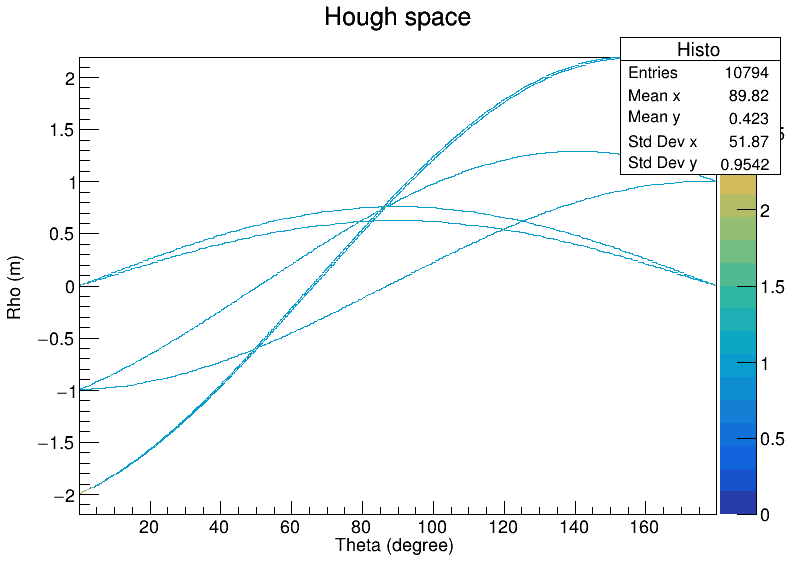 Hough space
Histo
Entries 10794
Mean x 89.82
Mean y 0.423
Std Dev x 51.87
Std Dev y 0.9542
2
1.5
1
0.5
0
−0.5
−1
−1.5
−2
Rho (m)
20 40 60 80 100 120 140 160
Theta (degree)
5
2
1.5
1
0.5
0